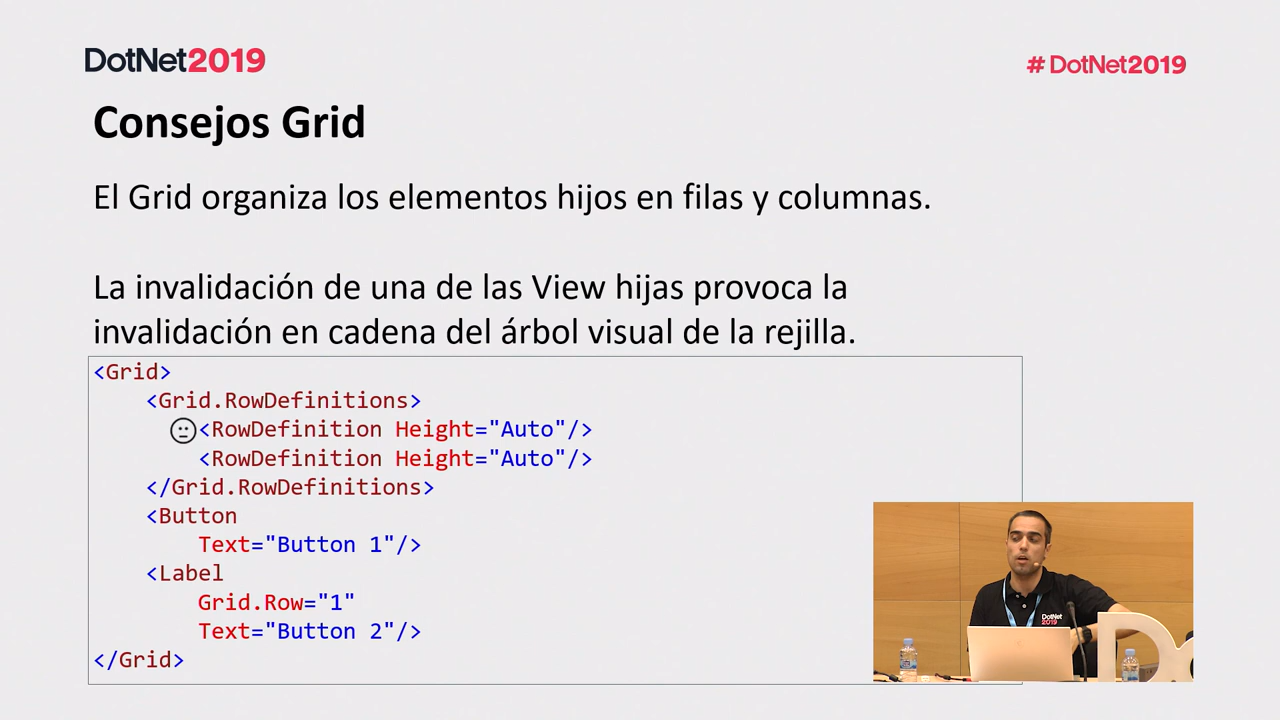 DotNet2019
# DotNet2019
Consejos Grid
El Grid organiza los elementos hijos en filas y columnas.
La invalidación de una de las View hijas provoca la
invalidación en cadena del árbol visual de la rejilla.
<Grid>
    <Grid.RowDefinitions>
        <RowDefinition Height="Auto"/>
        <RowDefinition Height="Auto"/>
    </Grid.RowDefinitions>
    <Button
        Text="Button 1"/>
    <Label
        Grid.Row="1"
        Text="Button 2"/>
</Grid>
DotNet
2019